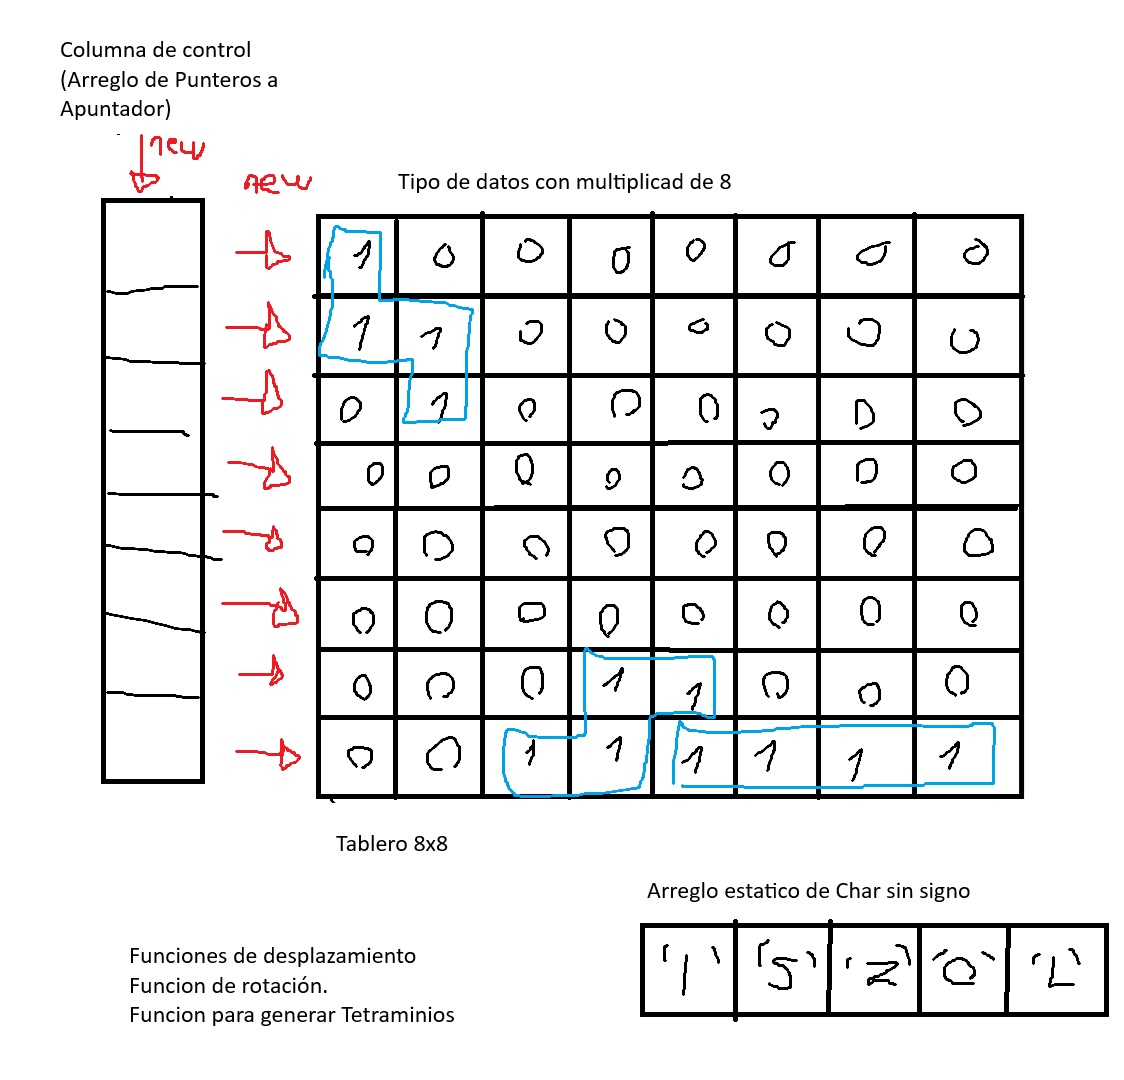 Columna de control
(Arreglo de Punteros a
Apuntador)
new
new
Tipo de datos con multiplicad de 8
1 0 0 0 0 0 0 0
1 1 0 0 0 0 0 0
0 1 0 0 0 0 0 0
0 0 0 0 0 0 0 0
0 0 0 0 0 0 0 0
0 0 0 0 0 0 0 0
0 0 0 1 1 0 0 0
0 0 1 1 1 1 1 1
Tablero 8x8
Arreglo estatico de Char sin signo
'I' 'S' 'Z' 'O' 'L'
Funciones de desplazamiento
Funcion de rotación.
Funcion para generar Tetraminios